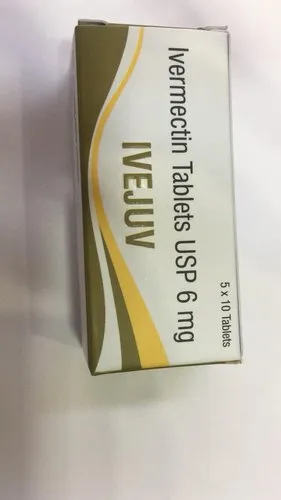 5 x 10 Tablets
Ivermectin Tablets USP 6 mg
IVEJUV